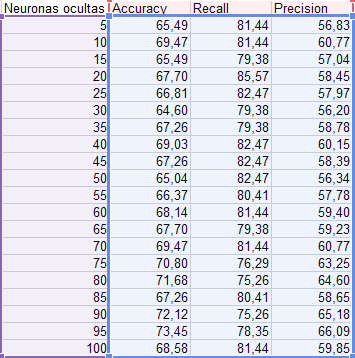 Neuronas ocultas Accuracy Recall Precision
5 65,49 81,44 56,83
10 69,47 81,44 60,77
15 65,49 79,38 57,04
20 67,70 85,57 58,45
25 66,81 82,47 57,97
30 64,60 79,38 56,20
35 67,26 79,38 58,78
40 69,03 82,47 60,15
45 67,26 82,47 58,39
50 65,04 82,47 56,34
55 66,37 80,41 57,78
60 68,14 81,44 59,40
65 67,70 79,38 59,23
70 69,47 81,44 60,77
75 70,80 76,29 63,25
80 71,68 75,26 64,60
85 67,26 80,41 58,65
90 72,12 75,26 65,18
95 73,45 78,35 66,09
100 68,58 81,44 59,85